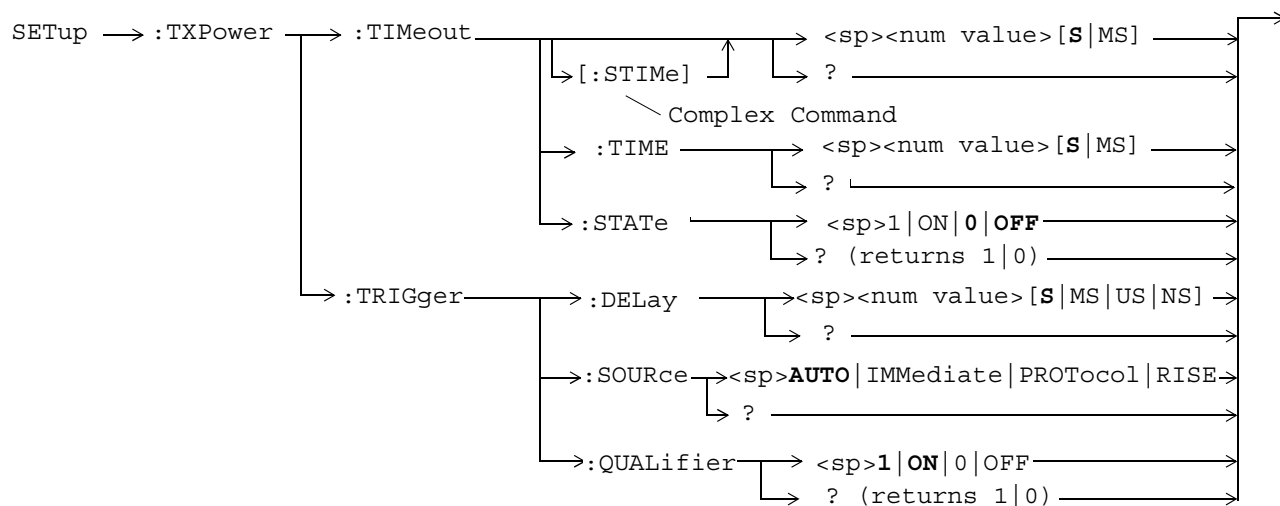 SETup :TXPower :TIMeout <sp><num value>[S|MS]
[:STIMe] ?
Complex Command
:TIME <sp><num value>[S|MS]
?
:STATe <sp>1|ON|0|OFF
? (returns 1|0)
:TRIGger :DELay <sp><num value>[S|MS|US|NS]
?
:SOURce <sp>AUTO|IMMediate|PROTocol|RISE
?
:QUALifier <sp>1|ON|0|OFF
? (returns 1|0)